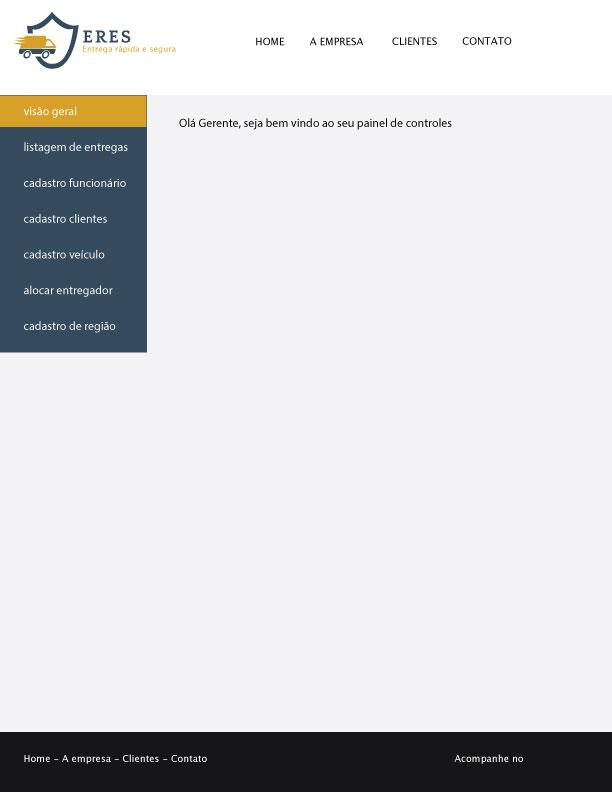 ERES
Entrega rápida e segura
HOME A EMPRESA CLIENTES CONTATO
visão geral
listagem de entregas
cadastro funcionário
cadastro clientes
cadastro veículo
alocar entregador
cadastro de região
Olá Gerente, seja bem vindo ao seu painel de controles
Home – A empresa – Clientes – Contato
Acompanhe no